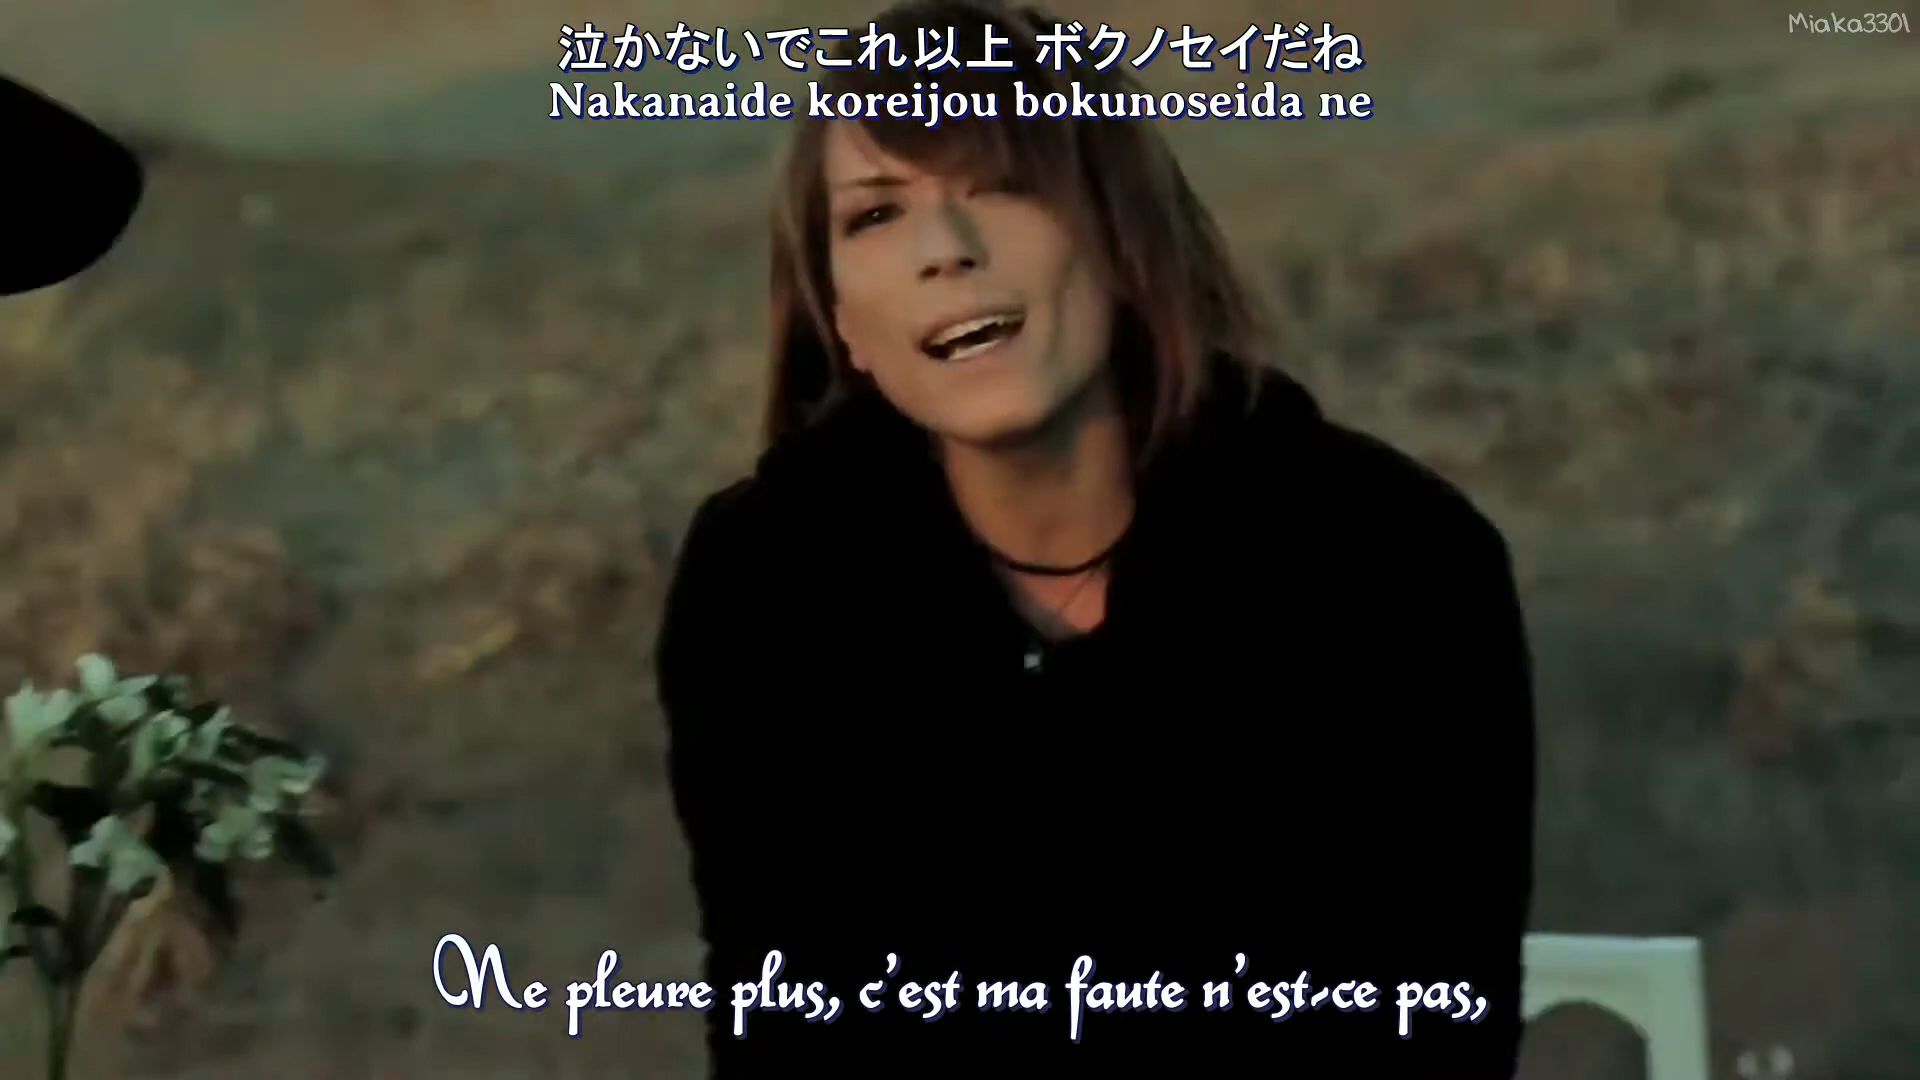 Miaka3301
泣かないでこれ以上 ボクノセイだね
Nakanaide koreijou bokunoseida ne
Ne pleure plus, c'est ma faute n'est-ce pas,